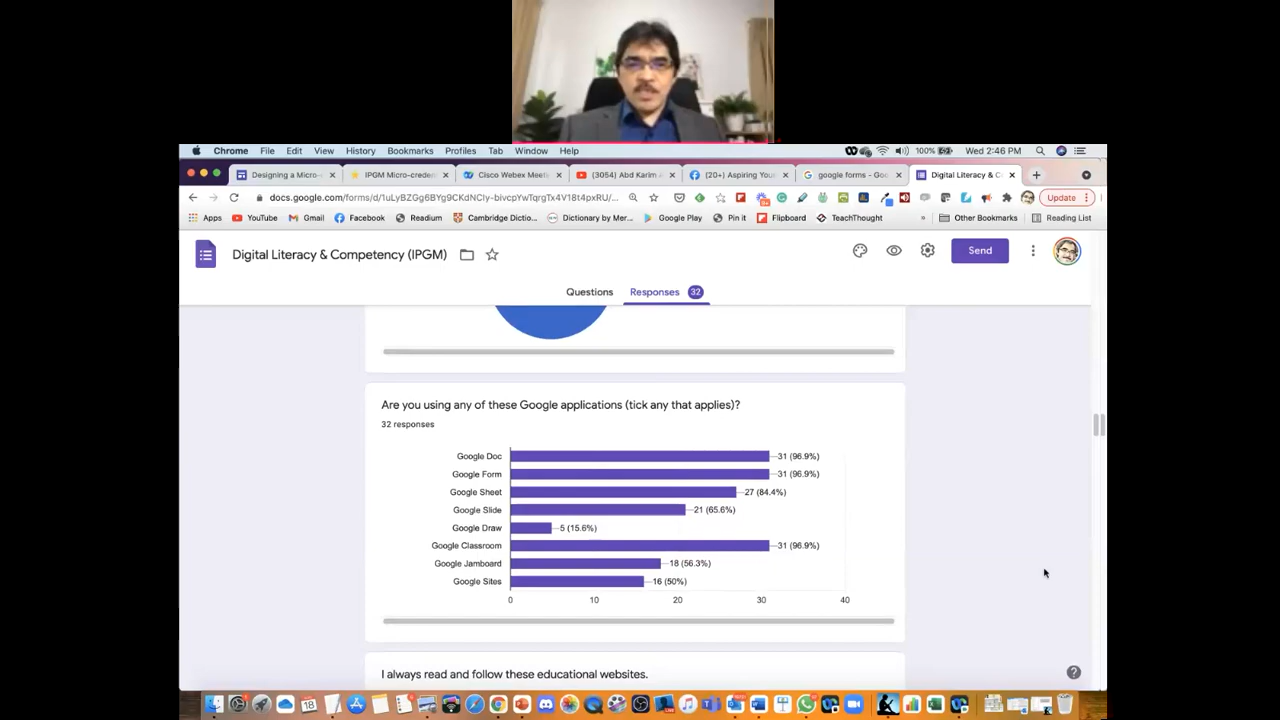 Chrome File Edit View History Bookmarks Profiles Tab Window Help 100% Wed 2:46 PM
Designing a Micro- IPGM Micro-creden Cisco Webex Meeti (3054) Abd Karim A (20+) Aspiring Your google forms - Goo Digital Literacy & C
docs.google.com/forms/d/1uLyBZGg6BYg9CKdNCIy-bivcpYwTqrgTx4V18t4pxRU/... Update
Apps YouTube Gmail Facebook Readium Cambridge Dictio... Dictionary by Mer... Google Play Pin it Flipboard TeachThought » Other Bookmarks Reading List
Digital Literacy & Competency (IPGM) Send
Questions Responses 32
Are you using any of these Google applications (tick any that applies)?
32 responses
Google Doc 31 (96.9%)
Google Form 31 (96.9%)
Google Sheet 27 (84.4%)
Google Slide 21 (65.6%)
Google Draw 5 (15.6%)
Google Classroom 31 (96.9%)
Google Jamboard 18 (56.3%)
Google Sites 16 (50%)
0 10 20 30 40
I always read and follow these educational websites.
18